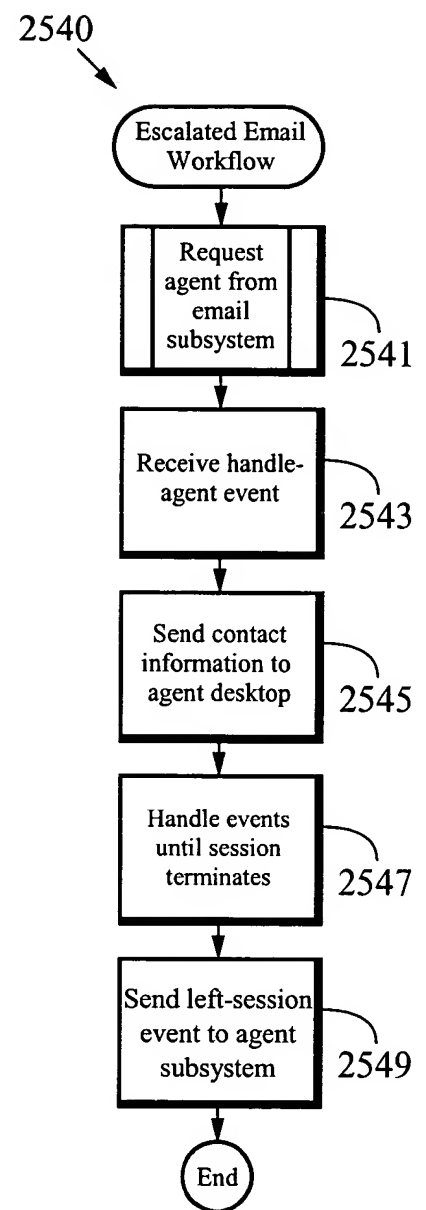 2540
Escalated Email
Workflow
Request
agent from
email
subsystem
2541
Receive handle-
agent event
2543
Send contact
information to
agent desktop
2545
Handle events
until session
terminates
2547
Send left-session
event to agent
subsystem
2549
End